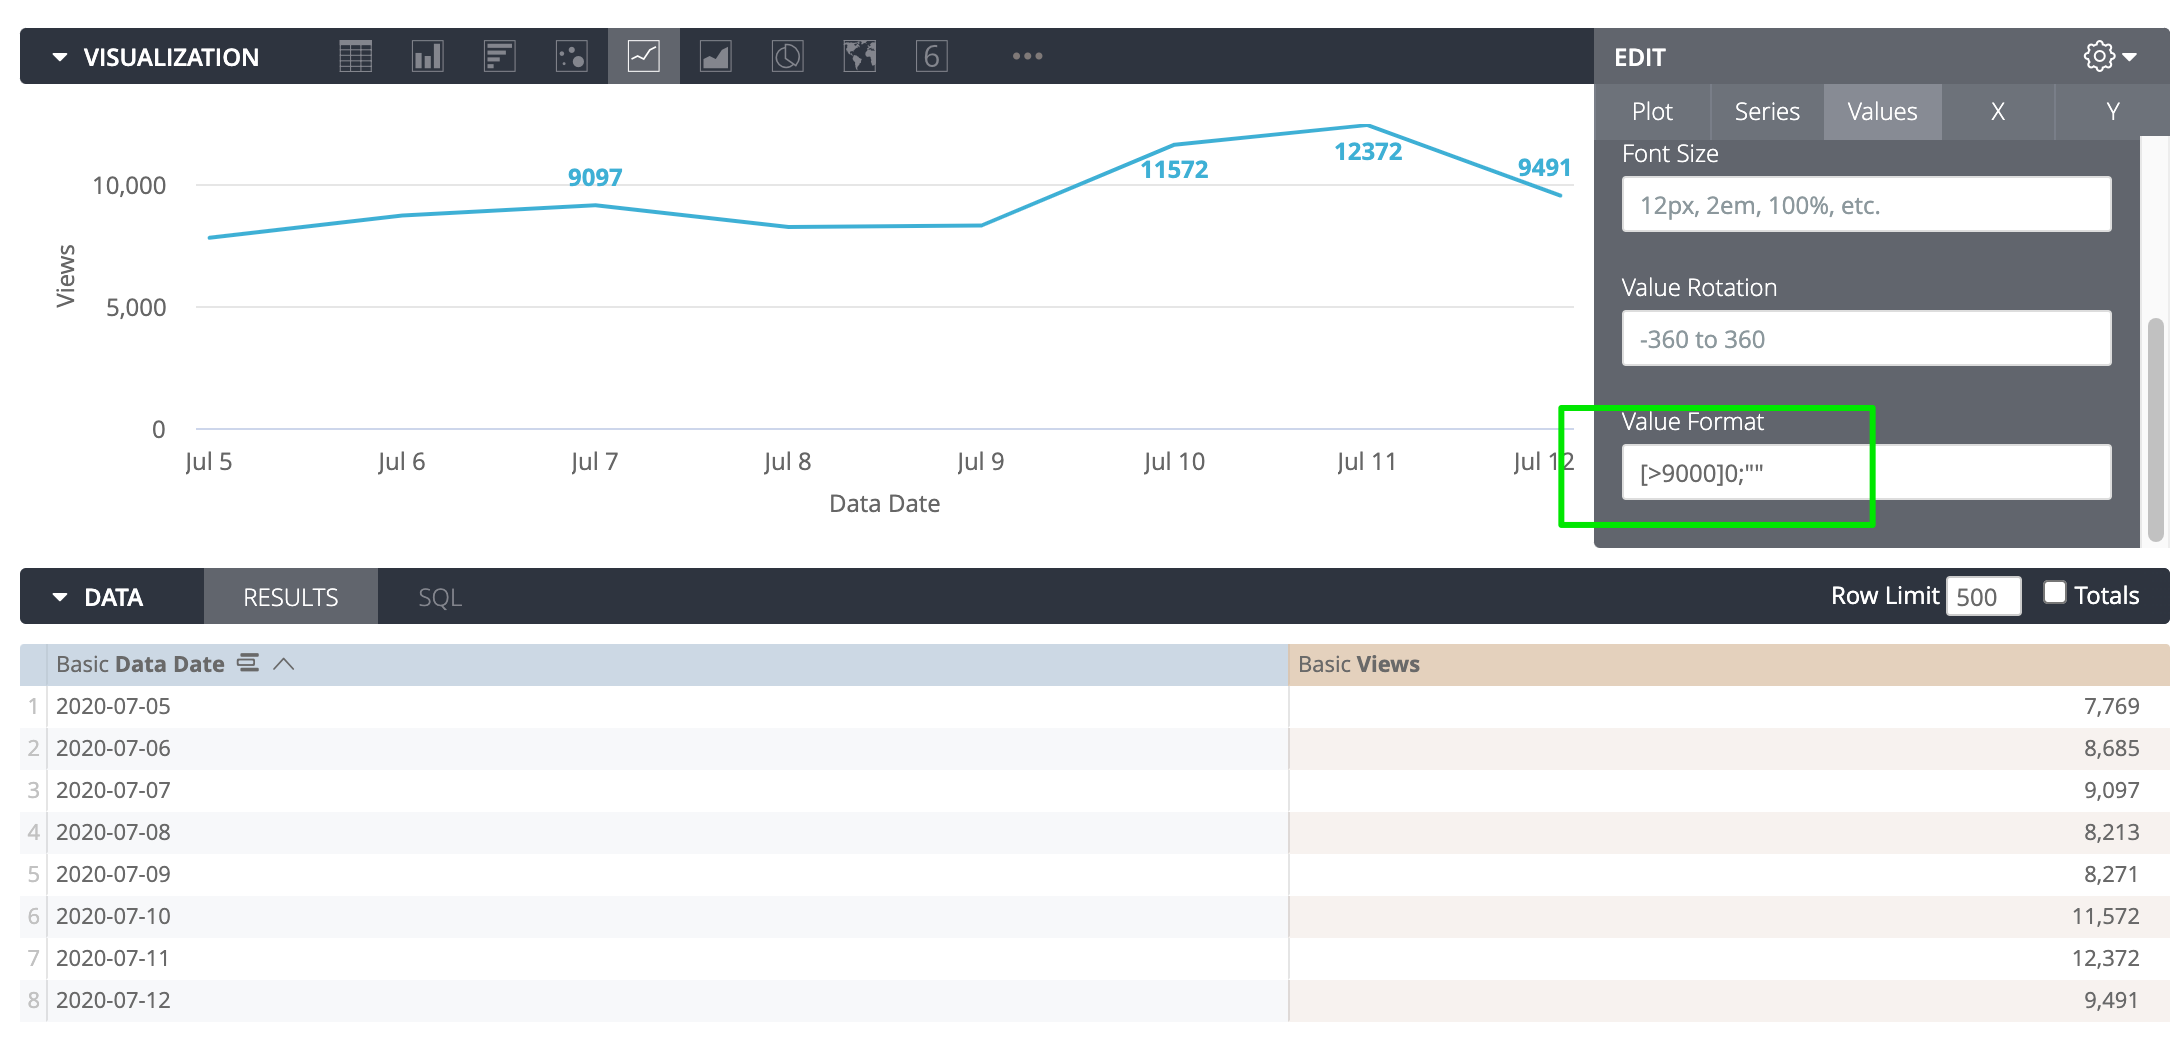 VISUALIZATION
6
EDIT
Plot Series Values X Y
Font Size
12px, 2em, 100%, etc.
Value Rotation
-360 to 360
Value Format
[>9000]0;""
Views
10,000
5,000
0
9097
11572
12372
9491
Jul 5 Jul 6 Jul 7 Jul 8 Jul 9 Jul 10 Jul 11 Jul 12
Data Date
DATA RESULTS SQL Row Limit 500 Totals
Basic Data Date Basic Views
1 2020-07-05 7,769
2 2020-07-06 8,685
3 2020-07-07 9,097
4 2020-07-08 8,213
5 2020-07-09 8,271
6 2020-07-10 11,572
7 2020-07-11 12,372
8 2020-07-12 9,491